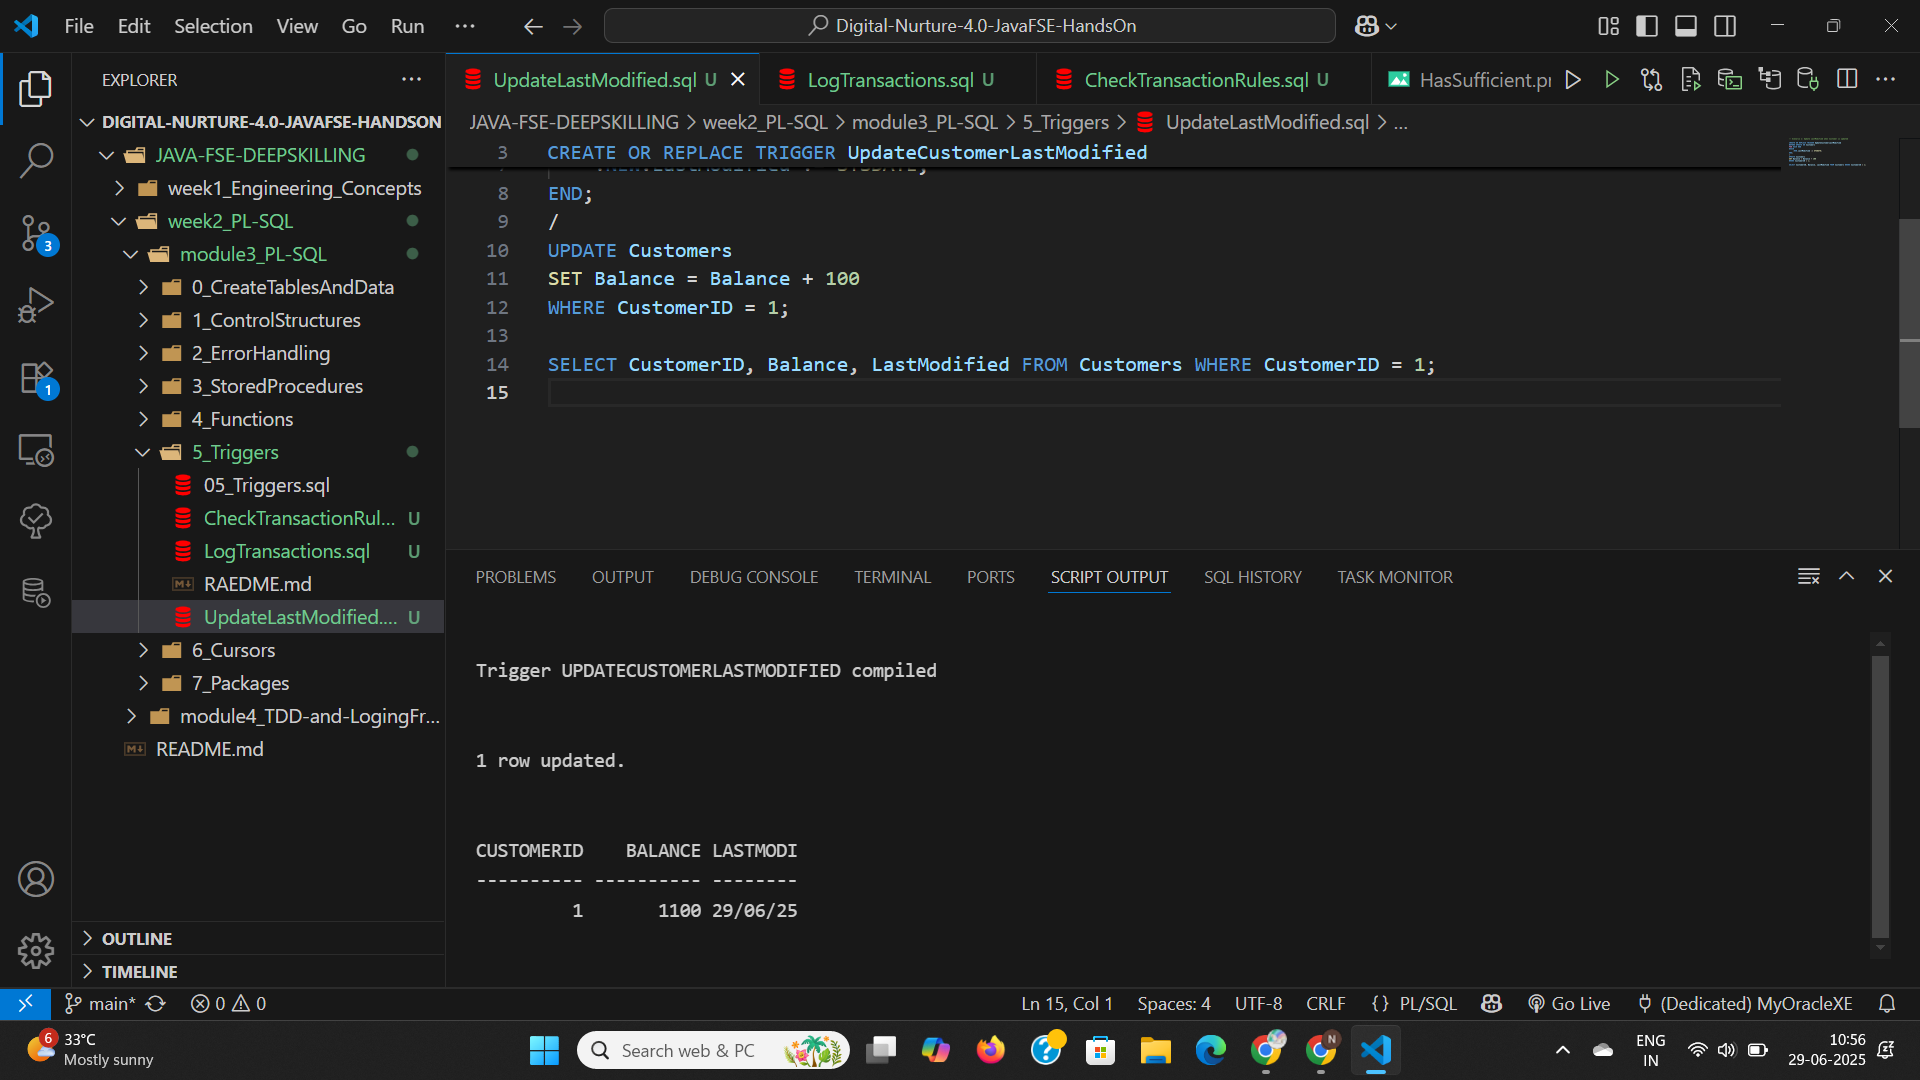 File Edit Selection View Go Run ···
Digital-Nurture-4.0-JavaFSE-HandsOn
EXPLORER
DIGITAL-NURTURE-4.0-JAVAFSE-HANDSON
JAVA-FSE-DEEPSKILLING
week1_Engineering_Concepts
week2_PL-SQL
module3_PL-SQL
0_CreateTablesAndData
1_ControlStructures
2_ErrorHandling
3_StoredProcedures
4_Functions
5_Triggers
05_Triggers.sql
CheckTransactionRul... U
LogTransactions.sql U
RAEDME.md
UpdateLastModified.... U
6_Cursors
7_Packages
module4_TDD-and-LogingFr...
README.md
OUTLINE
TIMELINE
3
1
UpdateLastModified.sql U
LogTransactions.sql U
CheckTransactionRules.sql U
HasSufficient.pr
JAVA-FSE-DEEPSKILLING > week2_PL-SQL > module3_PL-SQL > 5_Triggers > UpdateLastModified.sql > ...
3 CREATE OR REPLACE TRIGGER UpdateCustomerLastModified
8 END;
9 /
10 UPDATE Customers
11 SET Balance = Balance + 100
12 WHERE CustomerID = 1;
13
14 SELECT CustomerID, Balance, LastModified FROM Customers WHERE CustomerID = 1;
15
PROBLEMS OUTPUT DEBUG CONSOLE TERMINAL PORTS SCRIPT OUTPUT SQL HISTORY TASK MONITOR
Trigger UPDATECUSTOMERLASTMODIFIED compiled
1 row updated.
CUSTOMERID    BALANCE LASTMODI
---------- ---------- --------
         1       1100 29/06/25
main* 0 0
Ln 15, Col 1 Spaces: 4 UTF-8 CRLF {} PL/SQL Go Live (Dedicated) MyOracleXE
6
33°C
Mostly sunny
Search web & PC
N
ENG
IN
10:56
29-06-2025